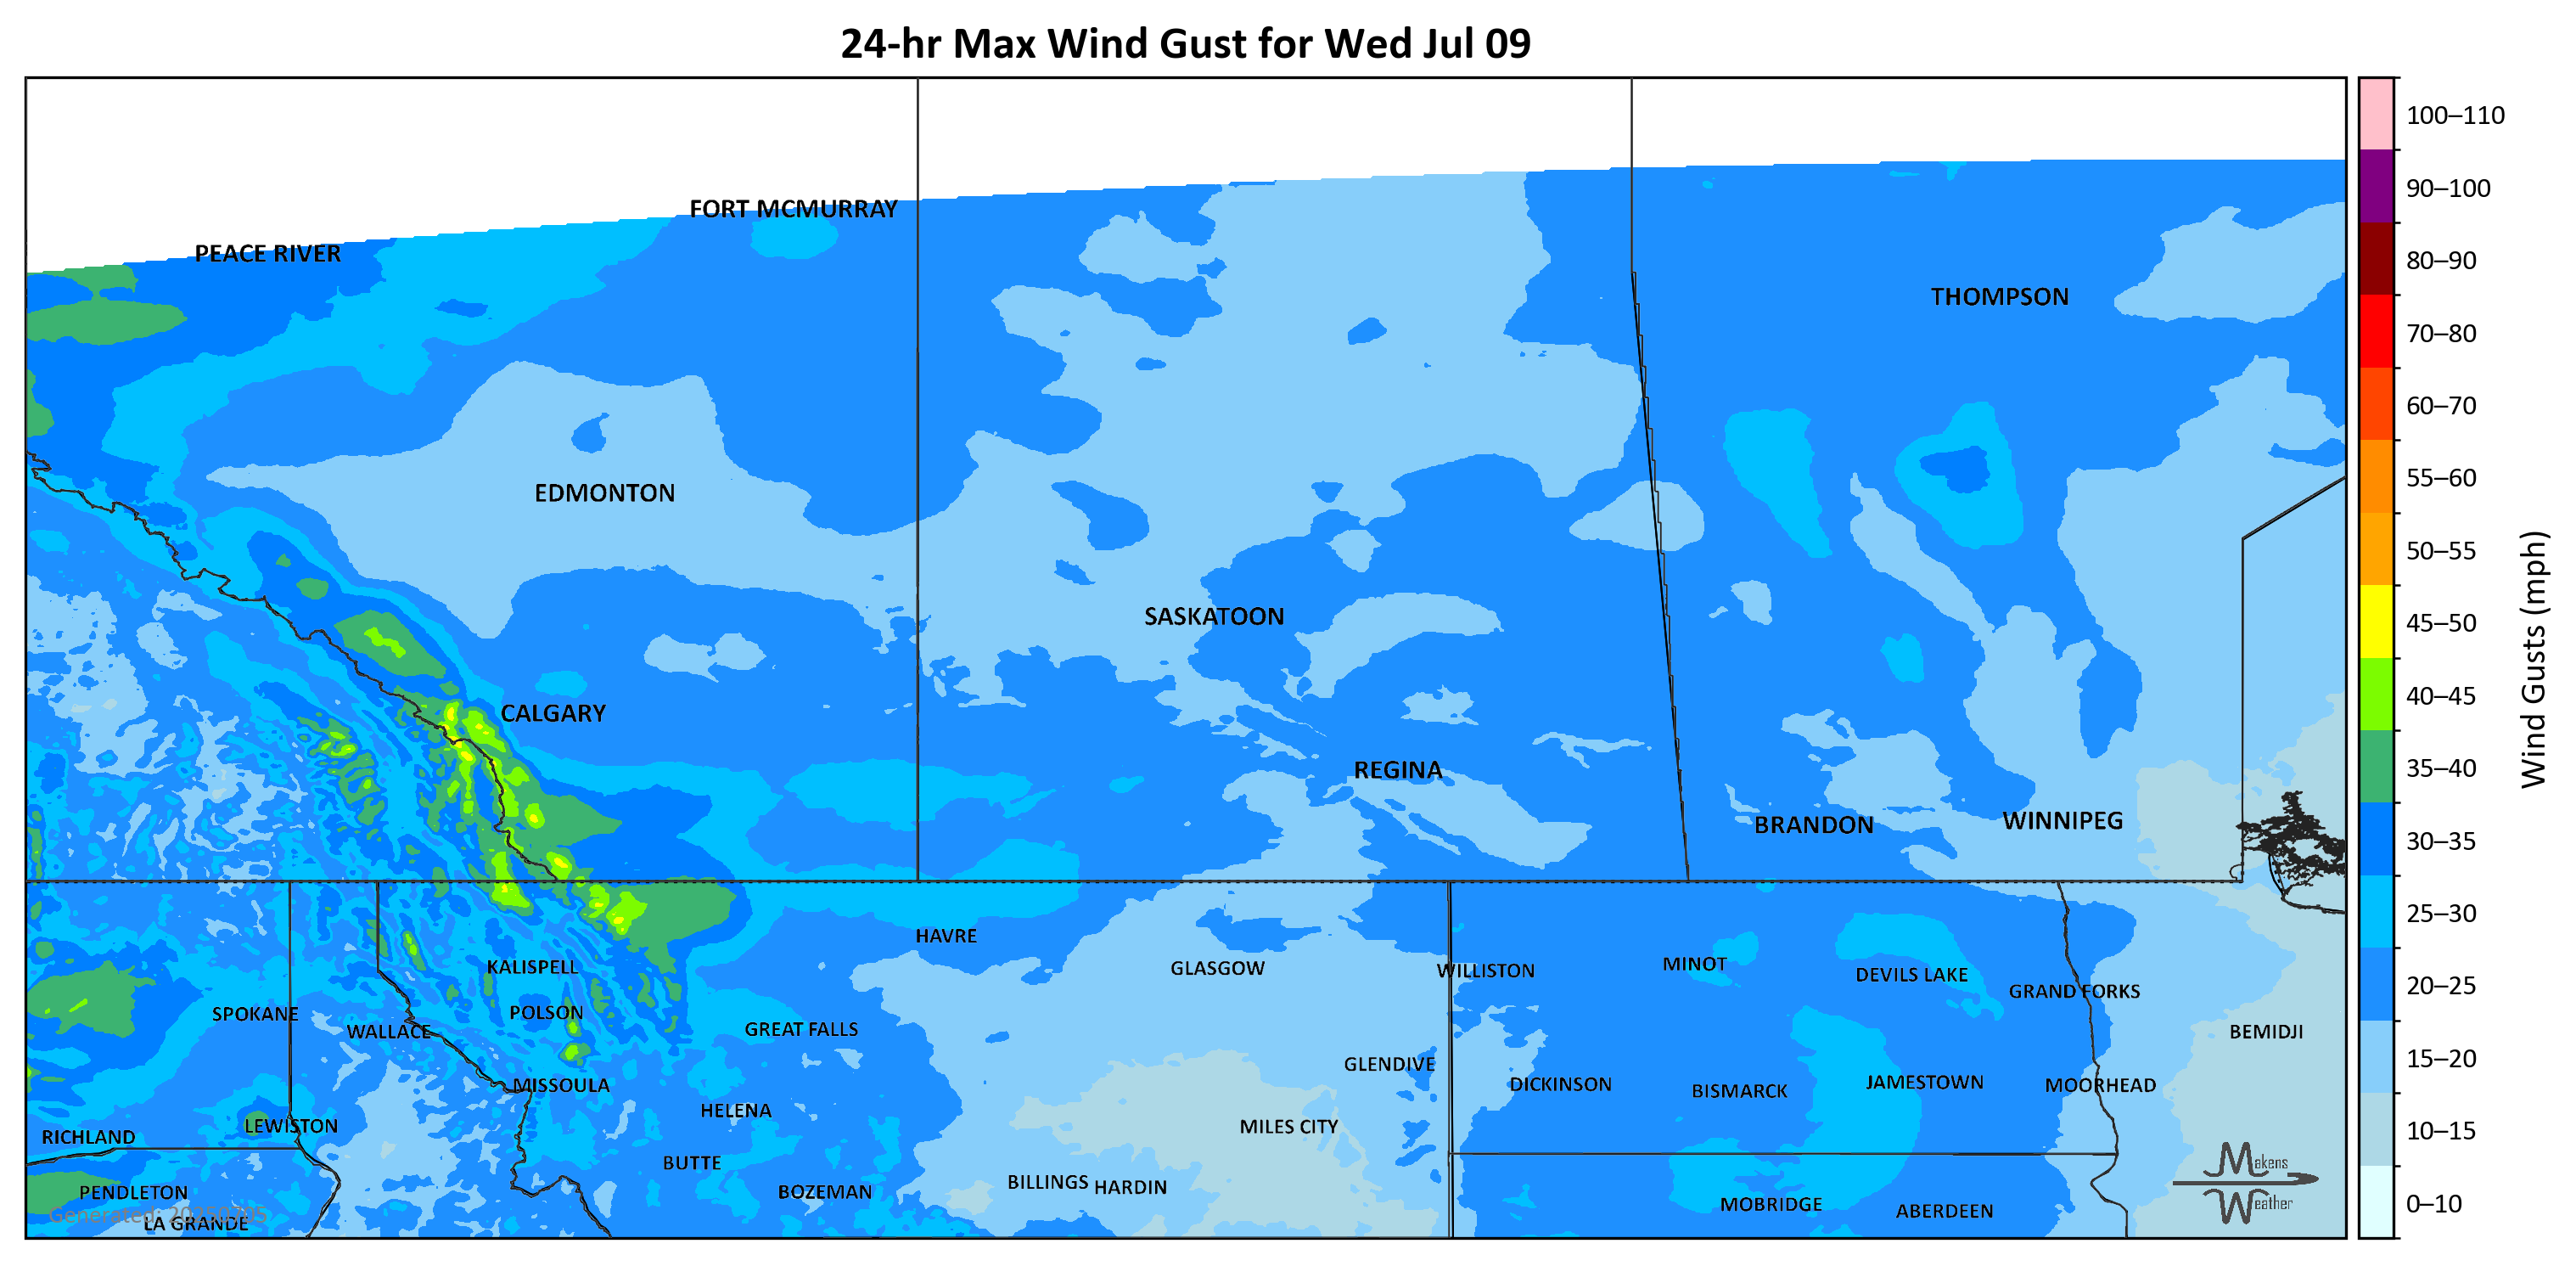 24-hr Max Wind Gust for Wed Jul 09
100–110
90–100
80–90
70–80
60–70
55–60
50–55
45–50
40–45
35–40
30–35
25–30
20–25
15–20
10–15
0–10
Wind Gusts (mph)
FORT MCMURRAY
PEACE RIVER
THOMPSON
EDMONTON
SASKATOON
CALGARY
REGINA
BRANDON
WINNIPEG
HAVRE
KALISPELL
GLASGOW
WILLISTON
MINOT
DEVILS LAKE
GRAND FORKS
SPOKANE
POLSON
WALLACE
GREAT FALLS
BEMIDJI
GLENDIVE
MISSOULA
DICKINSON
BISMARCK
JAMESTOWN
MOORHEAD
HELENA
LEWISTON
MILES CITY
RICHLAND
BUTTE
PENDLETON
BOZEMAN
BILLINGS
HARDIN
MOBRIDGE
ABERDEEN
LA GRANDE
Generated: 20250705
Makens
Weather